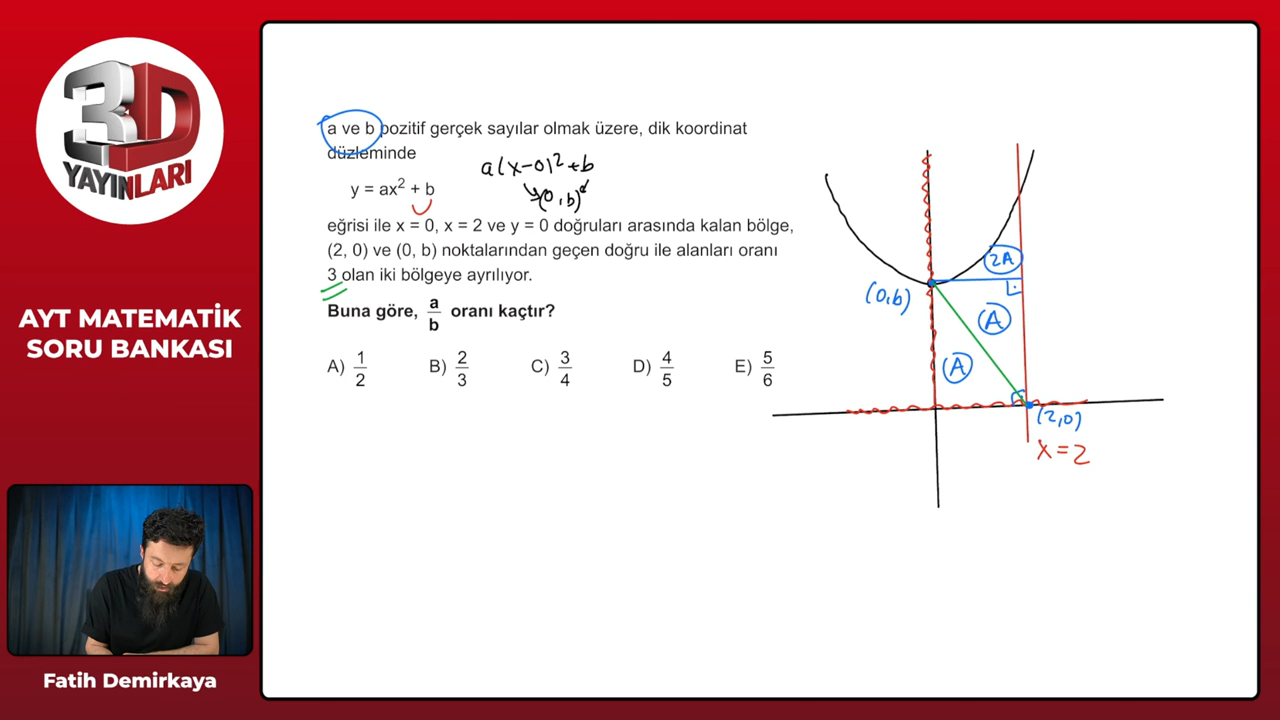 3D
YAYINLARI
AYT MATEMATİK
SORU BANKASI
Fatih Demirkaya
a ve b pozitif gerçek sayılar olmak üzere, dik koordinat
düzleminde
a(x-0)² + b
y = ax² + b
(0, b)
eğrisi ile x = 0, x = 2 ve y = 0 doğruları arasında kalan bölge,
(2, 0) ve (0, b) noktalarından geçen doğru ile alanları oranı
3 olan iki bölgeye ayrılıyor.
Buna göre, a/b oranı kaçtır?
A) 1/2 B) 2/3 C) 3/4 D) 4/5 E) 5/6
2A
(0,b)
A
A
(2,0)
x=2